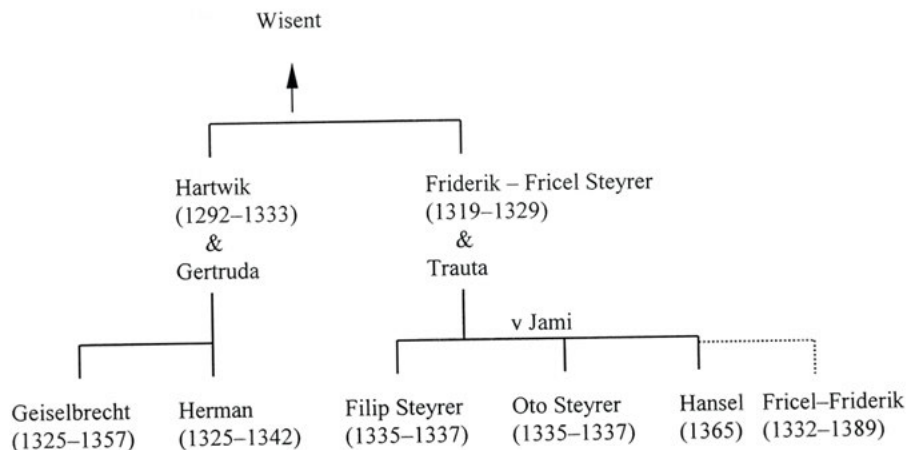 Wisent
Hartwik
(1292–1333)
&
Gertruda
Friderik – Fricel Steyrer
(1319–1329)
&
Trauta
v Jami
Geiselbrecht
(1325–1357)
Herman
(1325–1342)
Filip Steyrer
(1335–1337)
Oto Steyrer
(1335–1337)
Hansel
(1365)
Fricel–Friderik
(1332–1389)